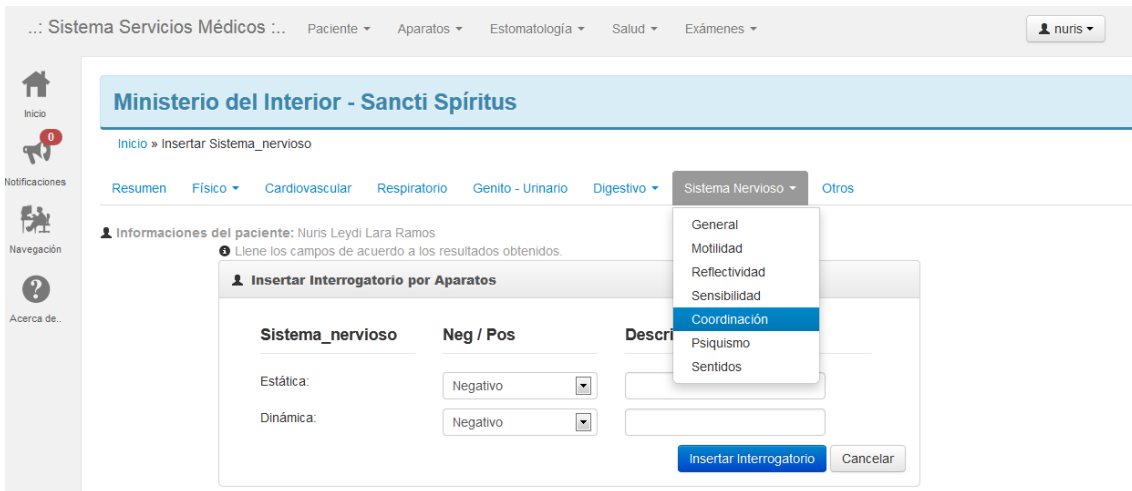 ..: Sistema Servicios Médicos :.. Paciente Aparatos Estomatología Salud Exámenes nuris
Inicio
0
Notificaciones
Navegación
Acerca de..
Ministerio del Interior - Sancti Spíritus
Inicio » Insertar Sistema_nervioso
Resumen Físico Cardiovascular Respiratorio Genito - Urinario Digestivo Sistema Nervioso Otros
General
Motilidad
Reflectividad
Sensibilidad
Coordinación
Psiquismo
Sentidos
Informaciones del paciente: Nuris Leydi Lara Ramos
Llene los campos de acuerdo a los resultados obtenidos.
Insertar Interrogatorio por Aparatos
Sistema_nervioso Neg / Pos
Estática: Negativo
Dinámica: Negativo
Insertar Interrogatorio Cancelar